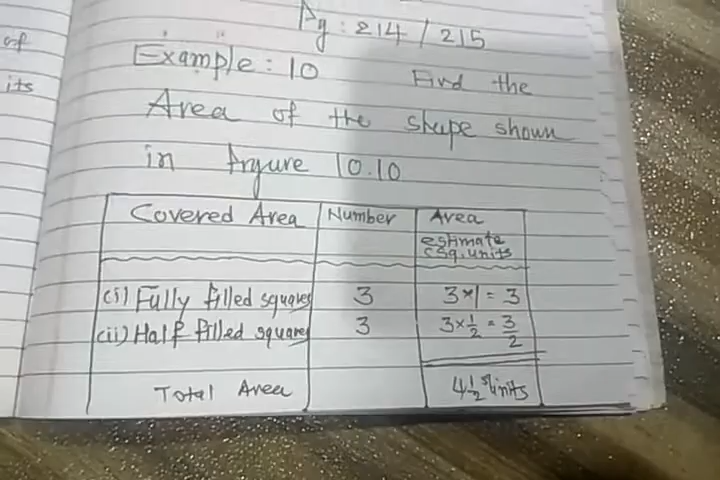 of
its
Pg: 214 / 215
Example: 10 Find the
Area of the shape shown
in figure 10.10
Covered Area Number Area
estimate
(sq. units
(i) Fully filled squares 3 3×1 = 3
(ii) Half filled squares 3 3×1/2 = 3/2
Total Area 4 1/2 units